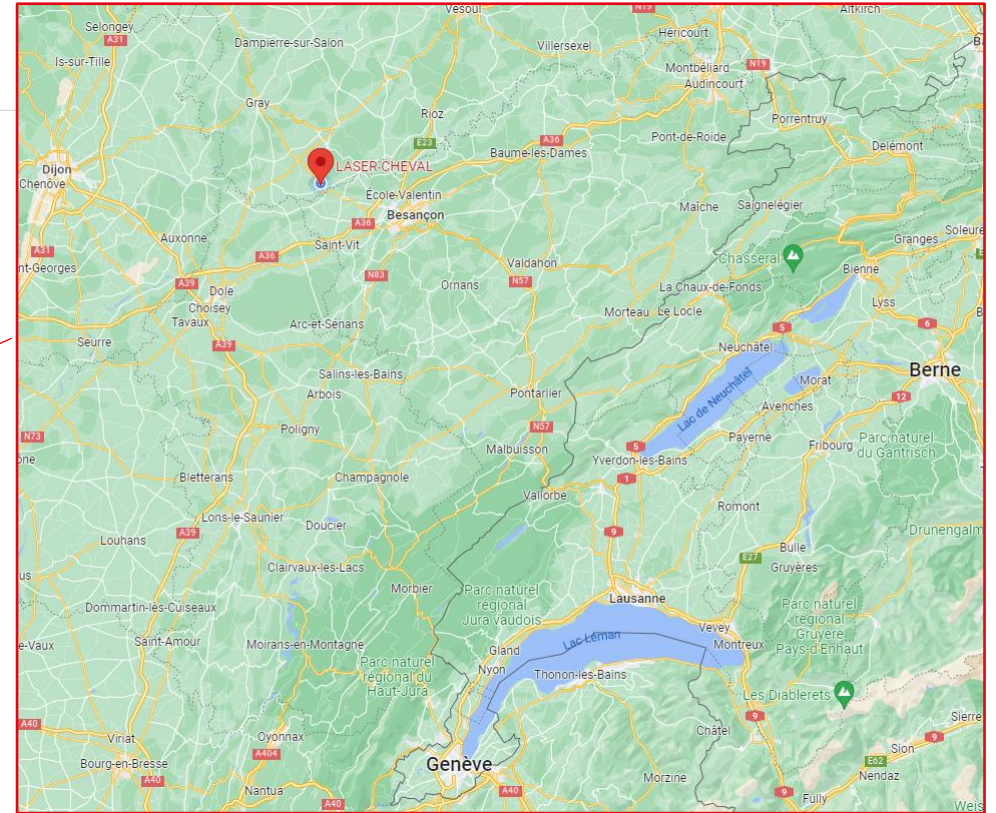 Vesoul
N19
Altkirch
Selongey
A31
Héricourt
Dampierre-sur-Salon
Villersexel
Is-sur-Tille
Montbéliard
N19
Audincourt
Gray
Rioz
Porrentruy
Pont-de-Roide
E23
A36
Delémont
Baume-les-Dames
Dijon
LASER CHEVAL
Chenôve
École-Valentin
Maîche
Saignelégier
Besançon
A36
Auxonne
Saint-Vit
Granges
Soleure
A31
A36
Chasseral
nt-Georges
Valdahon
Bienne
N83
N57
A39
Ornans
La Chaux-de-Fonds
Dole
Lyss
Choisey
Morteau
Le Locle
Tavaux
Arc-et-Senans
5
6
Seurre
A39
Neuchâtel
Berne
Salins-les-Bains
Morat
Arbois
Pontarlier
Lac de Neuchâtel
12
Avenches
N57
Poligny
N73
Payerne
5
Fribourg
Parc naturel
du Gantrisch
Malbuisson
Yverdon-les-Bains
Bletterans
Champagnole
1
Vallorbe
Romont
Lons-le-Saunier
Doucier
A39
9
Drunengalm
Louhans
Bulle
E27
Clairvaux-les-Lacs
Gruyères
Morbier
Parc naturel
régional
Jura vaudois
Lausanne
Parc naturel
régional
Gruyère
Pays-d'Enhaut
Dommartin-lès-Cuiseaux
Vevey
Saint-Amour
Moirans-en-Montagne
Gland
Lac Léman
Montreux
e-Vaux
Parc naturel
régional du
Haut-Jura
Nyon
Thonon-les-Bains
Les Diablerets
9
Sierre
A40
Châtel
Viriat
Oyonnax
9
Sion
A404
Bourg-en-Bresse
Genève
E62
Nendaz
A40
Morzine
Nantua
A40
A40
9
Fully
Weis